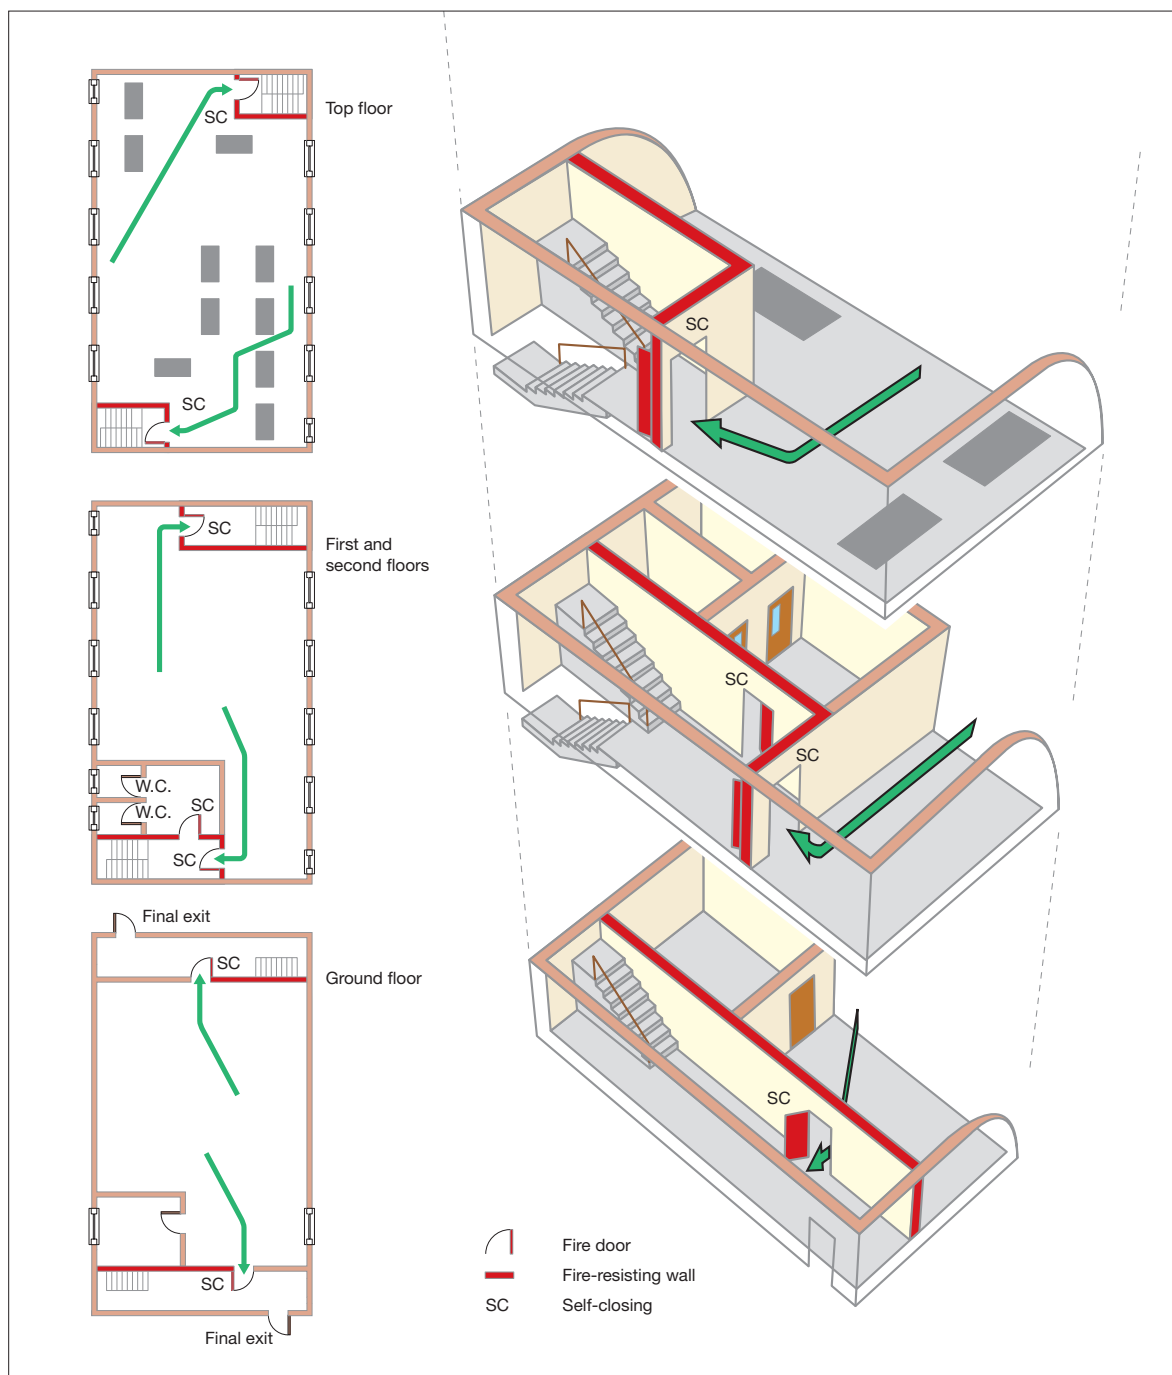 Top floor
SC
SC
SC
First and
second floors
W.C.
W.C.
SC
SC
Final exit
SC
Ground floor
SC
Final exit
SC
SC
SC
SC
Fire door
Fire-resisting wall
SC
Self-closing